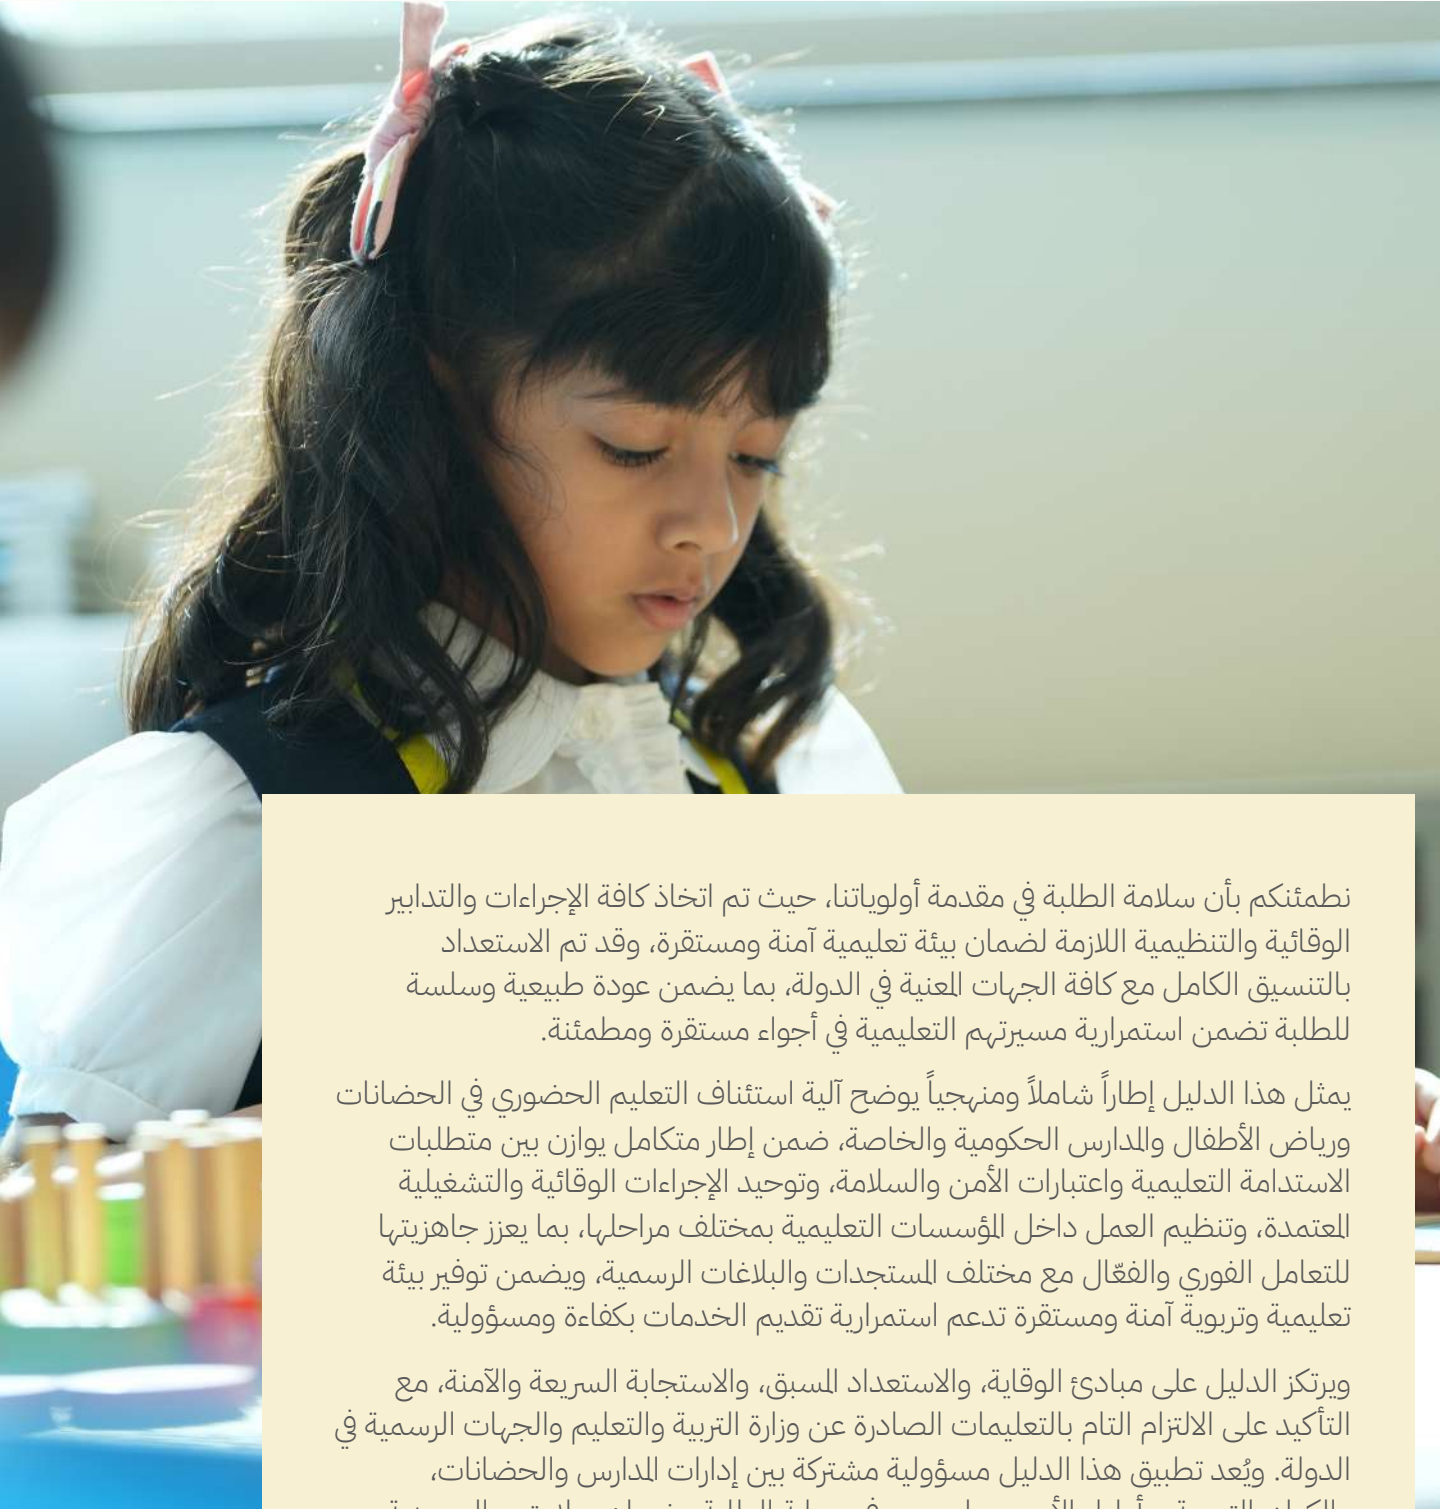 نطمئنكم بأن سلامة الطلبة في مقدمة أولوياتنا، حيث تم اتخاذ كافة الإجراءات والتدابير
الوقائية والتنظيمية اللازمة لضمان بيئة تعليمية آمنة ومستقرة، وقد تم الاستعداد
بالتنسيق الكامل مع كافة الجهات المعنية في الدولة، بما يضمن عودة طبيعية وسلسة
للطلبة تضمن استمرارية مسيرتهم التعليمية في أجواء مستقرة ومطمئنة.
يمثل هذا الدليل إطاراً شاملاً ومنهجياً يوضح آلية استئناف التعليم الحضوري في الحضانات
ورياض الأطفال والمدارس الحكومية والخاصة، ضمن إطار متكامل يوازن بين متطلبات
الاستدامة التعليمية واعتبارات الأمن والسلامة، وتوحيد الإجراءات الوقائية والتشغيلية
المعتمدة، وتنظيم العمل داخل المؤسسات التعليمية بمختلف مراحلها، بما يعزز جاهزيتها
للتعامل الفوري والفعّال مع مختلف المستجدات والبلاغات الرسمية، ويضمن توفير بيئة
تعليمية وتربوية آمنة ومستقرة تدعم استمرارية تقديم الخدمات بكفاءة ومسؤولية.
ويرتكز الدليل على مبادئ الوقاية، والاستعداد المسبق، والاستجابة السريعة والآمنة، مع
التأكيد على الالتزام التام بالتعليمات الصادرة عن وزارة التربية والتعليم والجهات الرسمية في
الدولة. ويُعد تطبيق هذا الدليل مسؤولية مشتركة بين إدارات المدارس والحضانات،